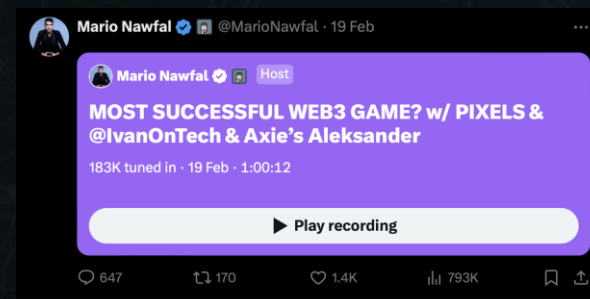 Mario Nawfal @MarioNawfal · 19 Feb
Mario Nawfal Host
MOST SUCCESSFUL WEB3 GAME? w/ PIXELS &
@IvanOnTech & Axie's Aleksander
183K tuned in · 19 Feb · 1:00:12
Play recording
647 170 1.4K 793K